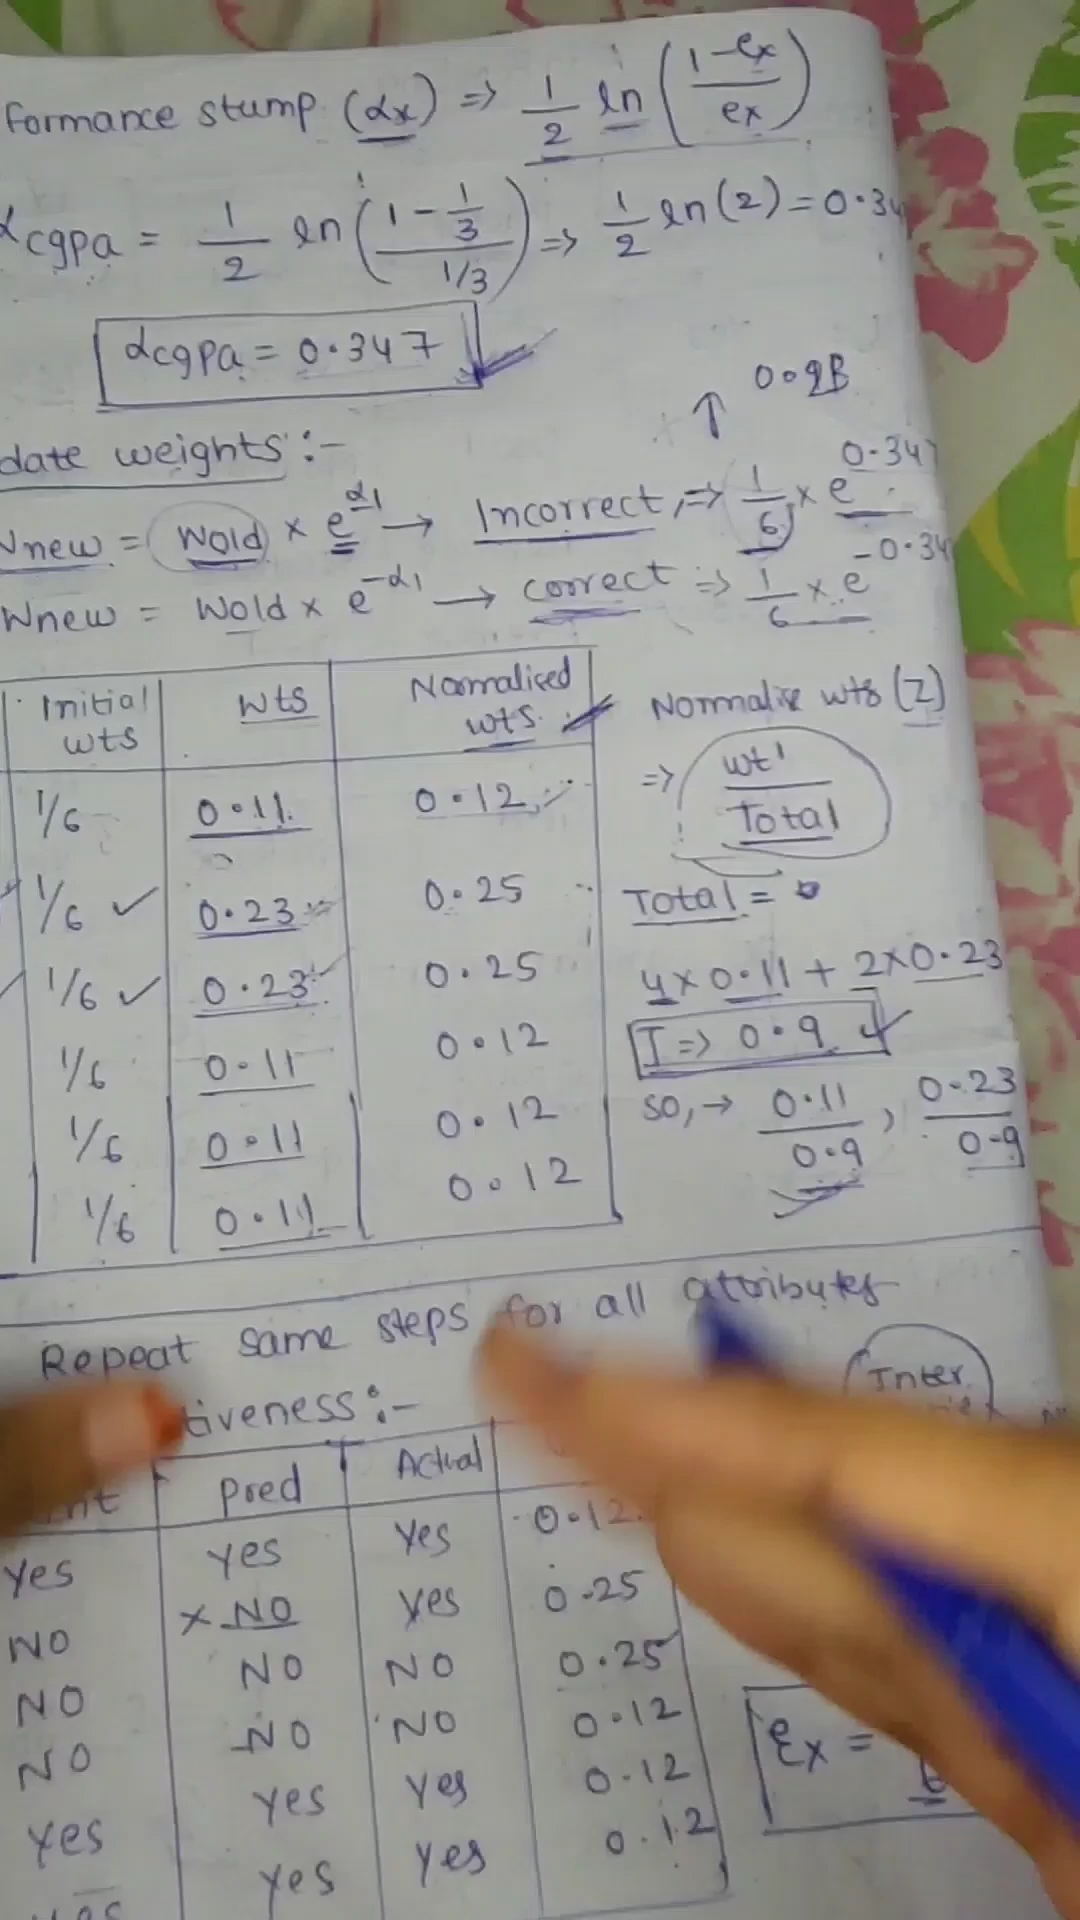 formance stump (αx) => 1/2 ln (1-ex / ex)
αcgpa = 1/2 ln (1 - 1/3 / 1/3) => 1/2 ln(2) = 0.34
αcgpa = 0.347
date weights :-
Wnew = Wold × e^α1 → Incorrect, => 1/6 × e^0.347
Wnew = Wold × e^-α1 → correct => 1/6 × e^-0.34
Initial wts | wts | Normalised wts
1/6 | 0.11 | 0.12
1/6 ✓ | 0.23 | 0.25
1/6 ✓ | 0.23 | 0.25
1/6 | 0.11 | 0.12
1/6 | 0.11 | 0.12
1/6 | 0.11 | 0.12
Normalise wts (Z)
=> wt' / Total
Total =
4×0.11 + 2×0.23
=> 0.9
so, → 0.11/0.9 , 0.23/0.9
Repeat same steps for all attributes
tiveness :-
Inter
Pred | Actual
Yes | Yes | Yes | 0.12
NO | × NO | Yes | 0.25
NO | NO | NO | 0.25
NO | NO | NO | 0.12
Yes | Yes | Yes | 0.12
Yes | Yes | 0.12
Ex =